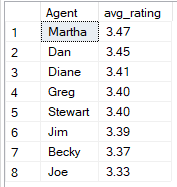 Agent avg_rating
1 Martha 3.47
2 Dan 3.45
3 Diane 3.41
4 Greg 3.40
5 Stewart 3.40
6 Jim 3.39
7 Becky 3.37
8 Joe 3.33